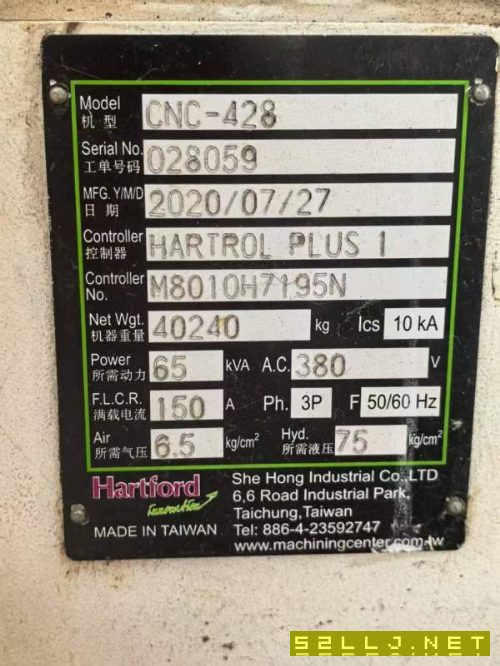 Model
机 型 CNC-428
Serial No.
工单号码 028059
MFG. Y/M/D
日 期 2020/07/27
Controller
控制器 HARTROL PLUS 1
Controller
No. M8010H7195N
Net Wgt.
机器重量 40240 kg Ics 10 kA
Power
所需动力 65 kVA A.C. 380 V
F.L.C.R.
满载电流 150 A Ph. 3P F 50/60 Hz
Air
所需气压 6.5 kg/cm² Hyd.
所需液压 75 kg/cm²
Hartford
innovation
MADE IN TAIWAN
She Hong Industrial Co.,LTD
6,6 Road Industrial Park,
Taichung,Taiwan
Tel: 886-4-23592747
www.machiningcenter.com.tw
52LLJ.NET